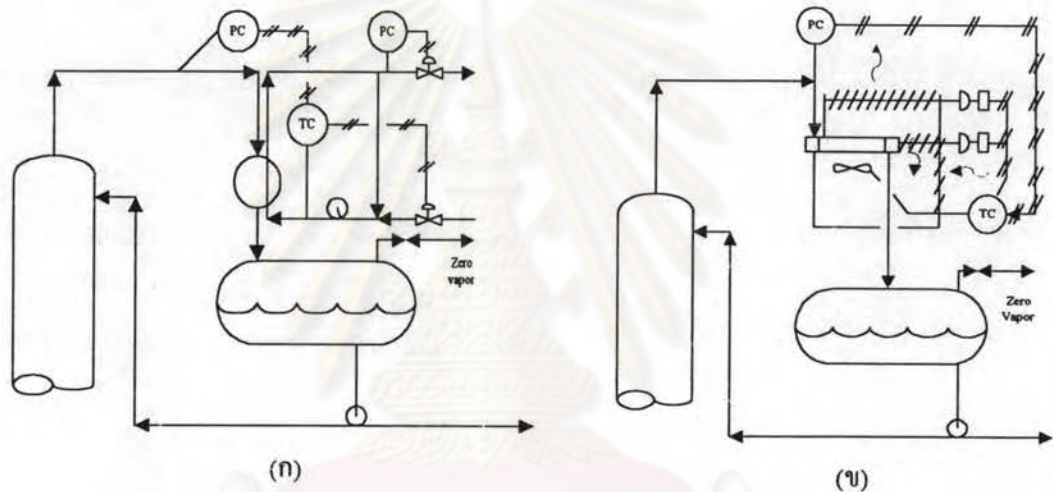 PC
PC
TC
Zero
vapor
(ก)
PC
TC
Zero
Vapor
(ข)